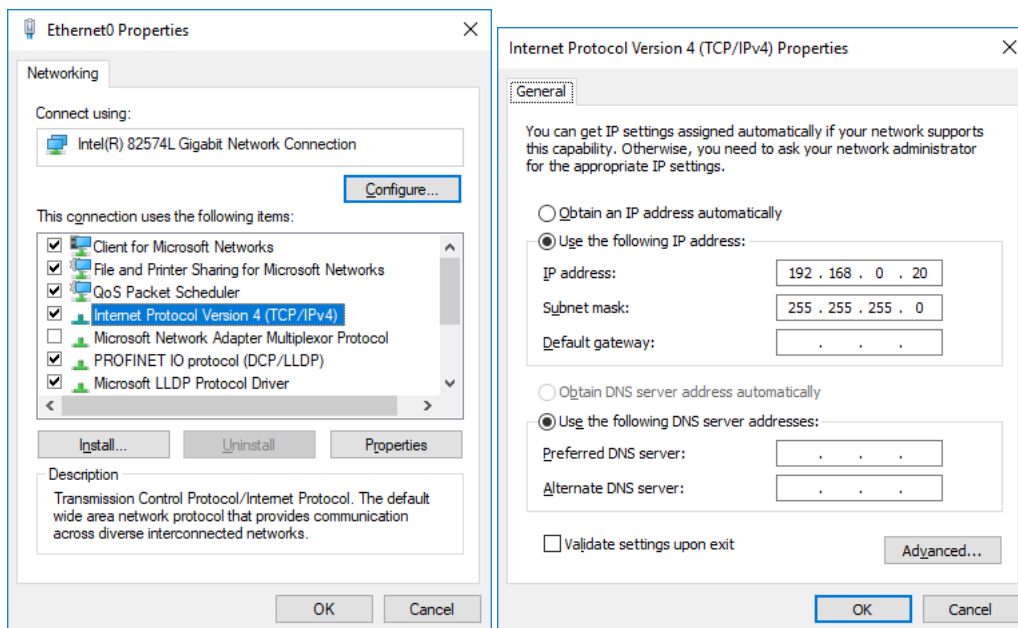 Ethernet0 Properties
Networking
Connect using:
Intel(R) 82574L Gigabit Network Connection
Configure...
This connection uses the following items:
Client for Microsoft Networks
File and Printer Sharing for Microsoft Networks
QoS Packet Scheduler
Internet Protocol Version 4 (TCP/IPv4)
Microsoft Network Adapter Multiplexor Protocol
PROFINET IO protocol (DCP/LLDP)
Microsoft LLDP Protocol Driver
Install...
Uninstall
Properties
Description
Transmission Control Protocol/Internet Protocol. The default
wide area network protocol that provides communication
across diverse interconnected networks.
OK
Cancel
Internet Protocol Version 4 (TCP/IPv4) Properties
General
You can get IP settings assigned automatically if your network supports
this capability. Otherwise, you need to ask your network administrator
for the appropriate IP settings.
Obtain an IP address automatically
Use the following IP address:
IP address: 192 . 168 . 0 . 20
Subnet mask: 255 . 255 . 255 . 0
Default gateway: . . .
Obtain DNS server address automatically
Use the following DNS server addresses:
Preferred DNS server: . . .
Alternate DNS server: . . .
Validate settings upon exit
Advanced...
OK
Cancel